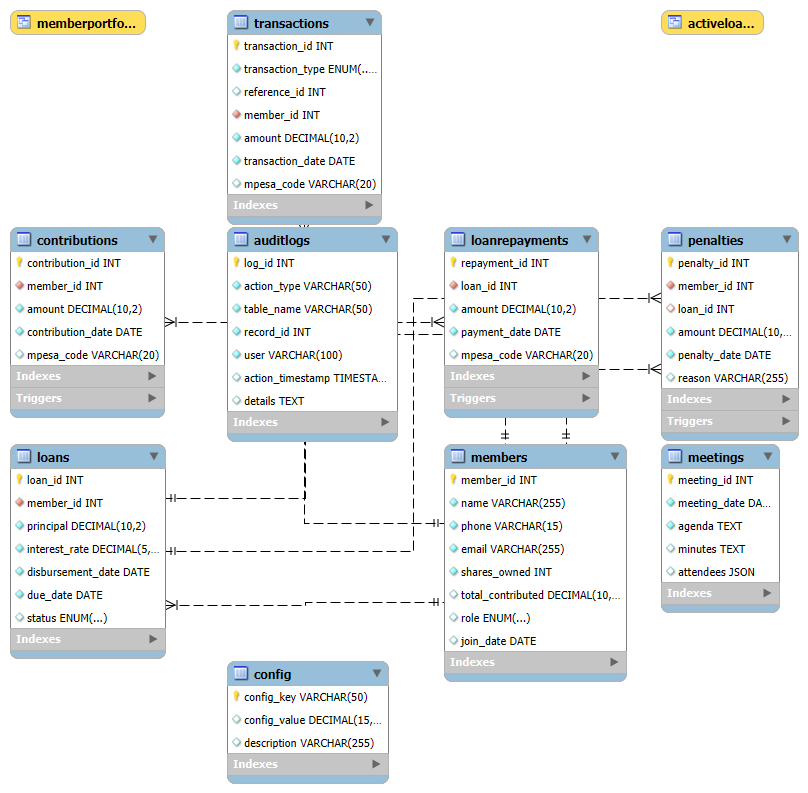 memberportfo...
transactions
transaction_id INT
transaction_type ENUM(...
reference_id INT
member_id INT
amount DECIMAL(10,2)
transaction_date DATE
mpesa_code VARCHAR(20)
Indexes
activeloa...
contributions
contribution_id INT
member_id INT
amount DECIMAL(10,2)
contribution_date DATE
mpesa_code VARCHAR(20)
Indexes
Triggers
auditlogs
log_id INT
action_type VARCHAR(50)
table_name VARCHAR(50)
record_id INT
user VARCHAR(100)
action_timestamp TIMESTA...
details TEXT
Indexes
loanrepayments
repayment_id INT
loan_id INT
amount DECIMAL(10,2)
payment_date DATE
mpesa_code VARCHAR(20)
Indexes
Triggers
penalties
penalty_id INT
member_id INT
loan_id INT
amount DECIMAL(10,...
penalty_date DATE
reason VARCHAR(255)
Indexes
Triggers
loans
loan_id INT
member_id INT
principal DECIMAL(10,2)
interest_rate DECIMAL(5,...
disbursement_date DATE
due_date DATE
status ENUM(...)
Indexes
members
member_id INT
name VARCHAR(255)
phone VARCHAR(15)
email VARCHAR(255)
shares_owned INT
total_contributed DECIMAL(10,...
role ENUM(...)
join_date DATE
Indexes
meetings
meeting_id INT
meeting_date DA...
agenda TEXT
minutes TEXT
attendees JSON
Indexes
config
config_key VARCHAR(50)
config_value DECIMAL(15,...
description VARCHAR(255)
Indexes